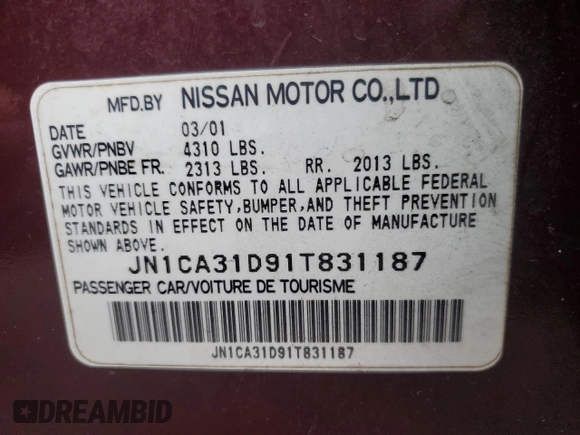 MFD.BY NISSAN MOTOR CO.,LTD
DATE 03/01
GVWR/PNBV 4310 LBS.
GAWR/PNBE FR. 2313 LBS. RR. 2013 LBS.
THIS VEHICLE CONFORMS TO ALL APPLICABLE FEDERAL
MOTOR VEHICLE SAFETY,BUMPER,AND THEFT PREVENTION
STANDARDS IN EFFECT ON THE DATE OF MANUFACTURE
SHOWN ABOVE.
JN1CA31D91T831187
PASSENGER CAR/VOITURE DE TOURISME
JN1CA31D91T831187
DREAMBID
DREAMBID.COM